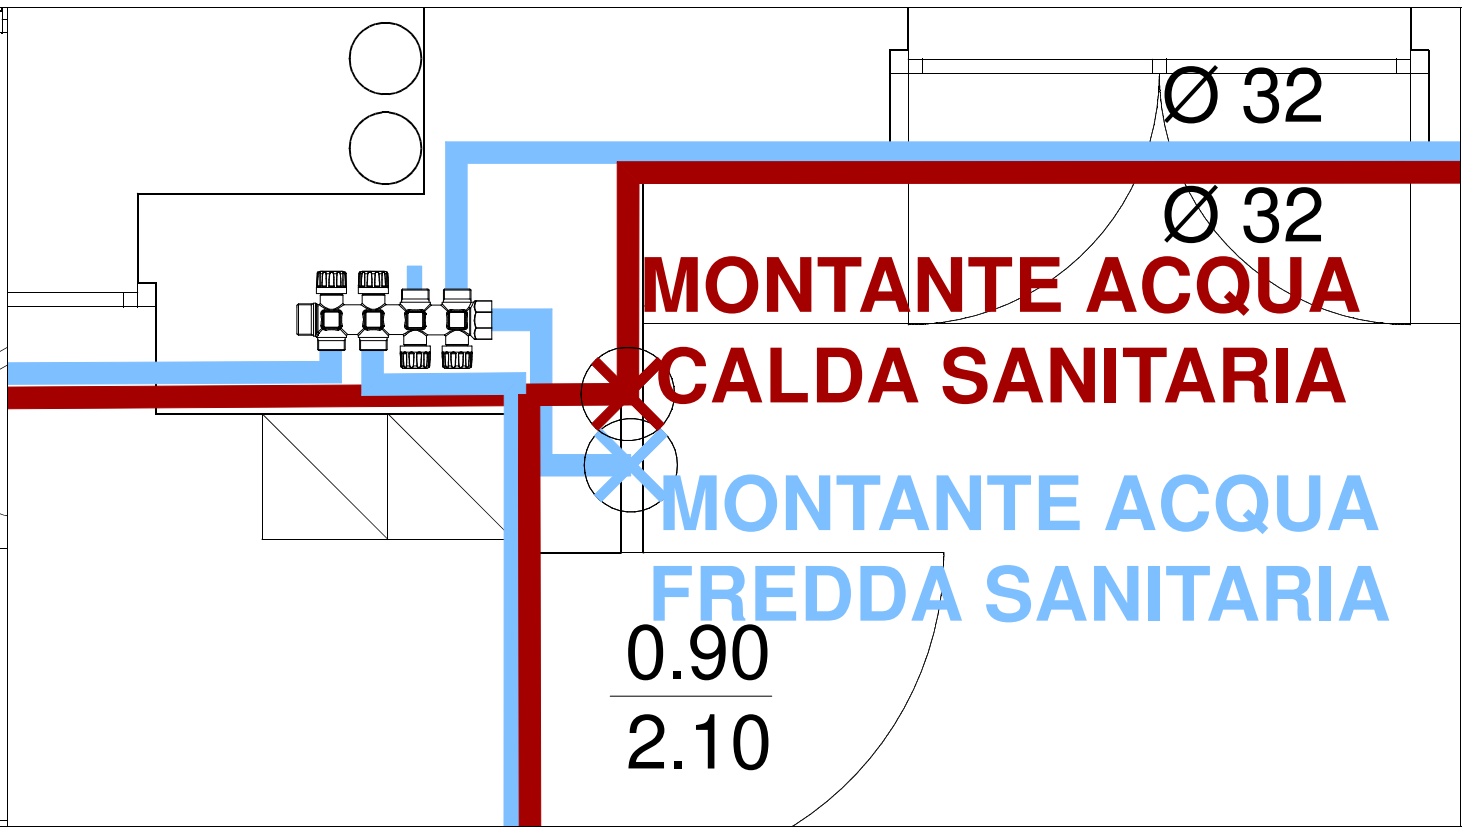 Ø 32
Ø 32
MONTANTE ACQUA
CALDA SANITARIA
MONTANTE ACQUA
FREDDA SANITARIA
0.90
2.10